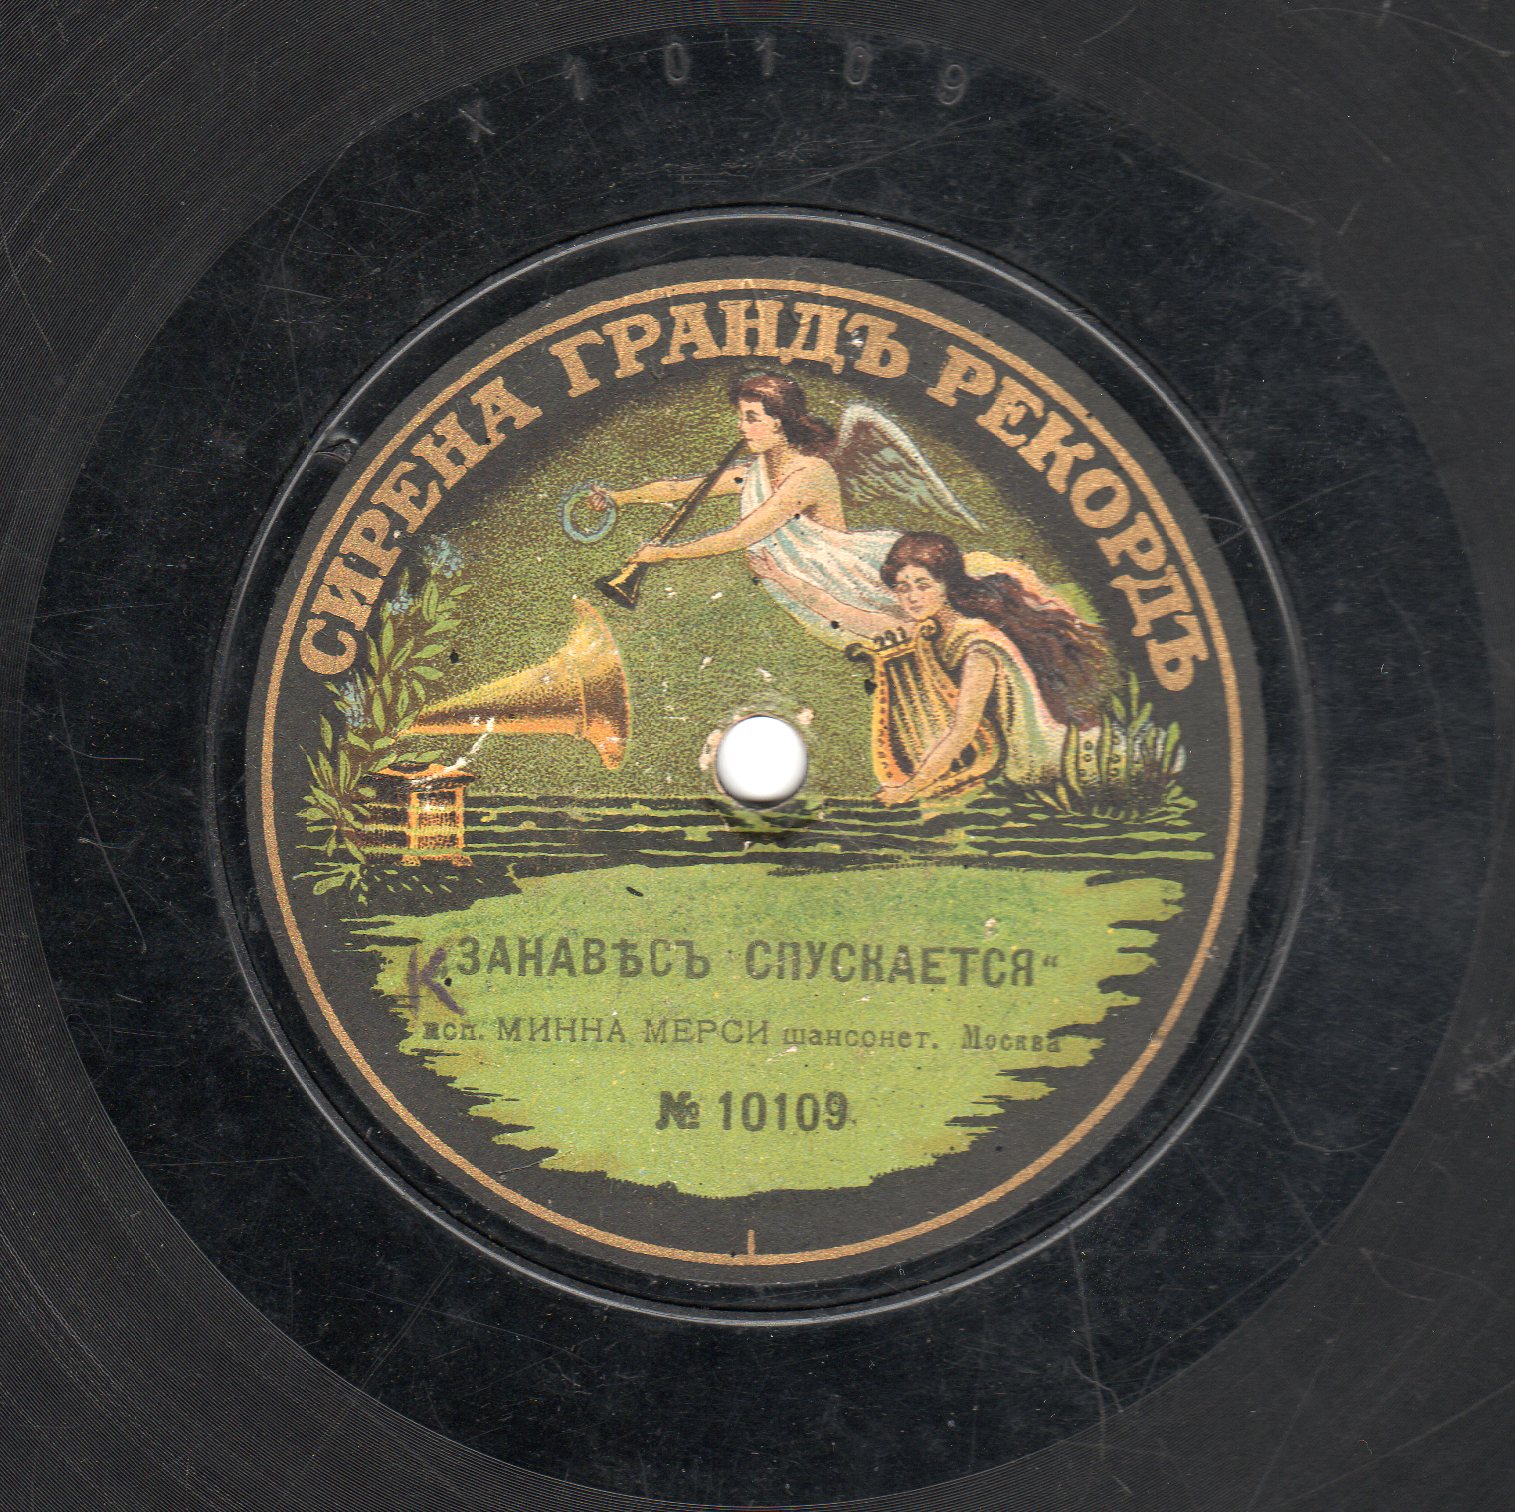 X 10109
СИРЕНА ГРАНДЪ РЕКОРДЪ
К „ЗАНАВѢСЪ СПУСКАЕТСЯ“
исп. МИННА МЕРСИ шансонет. Москва
№ 10109.